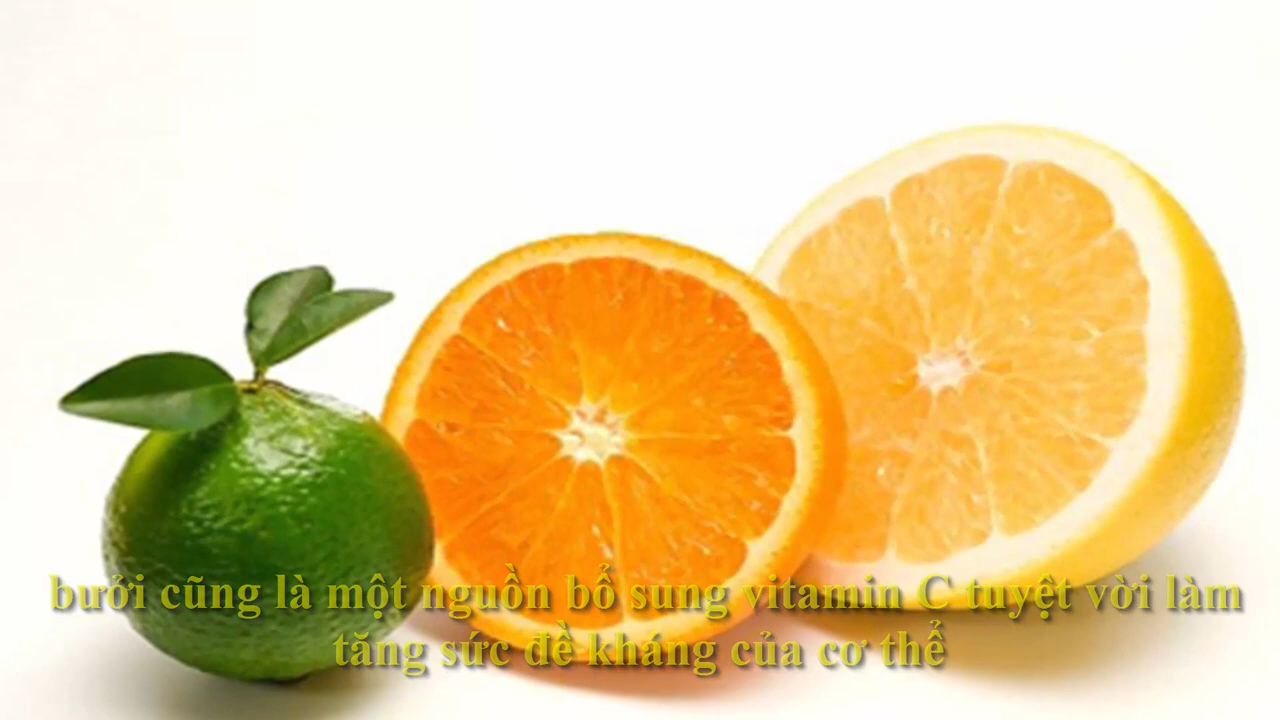 bưởi cũng là một nguồn bổ sung vitamin C tuyệt vời làm
tăng sức đề kháng của cơ thể